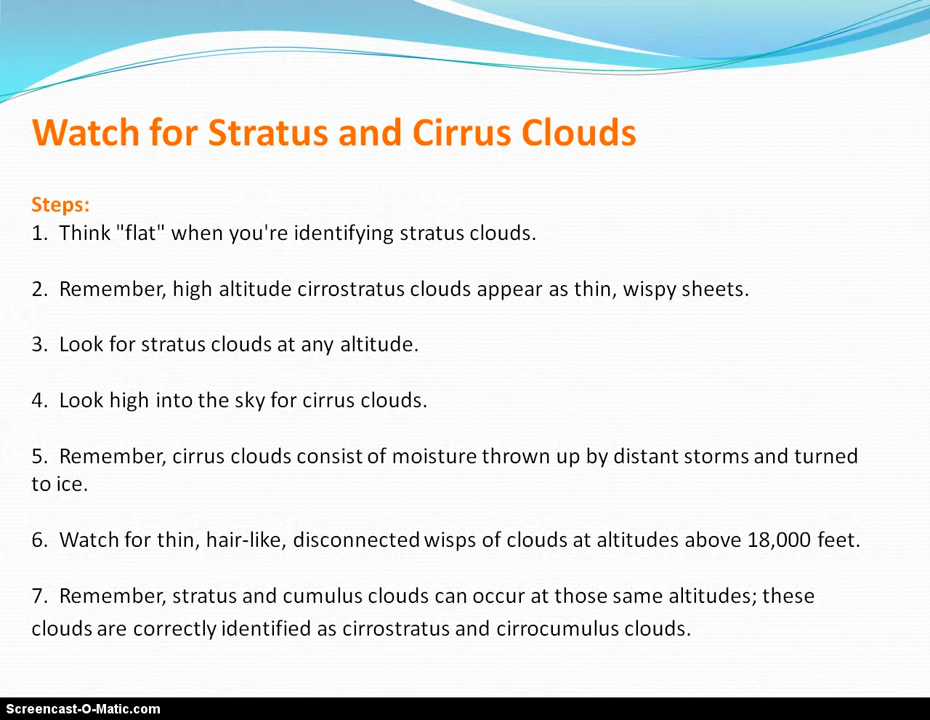 Watch for Stratus and Cirrus Clouds
Steps:
1.  Think "flat" when you're identifying stratus clouds.
2.  Remember, high altitude cirrostratus clouds appear as thin, wispy sheets.
3.  Look for stratus clouds at any altitude.
4.  Look high into the sky for cirrus clouds.
5.  Remember, cirrus clouds consist of moisture thrown up by distant storms and turned
to ice.
6.  Watch for thin, hair-like, disconnected wisps of clouds at altitudes above 18,000 feet.
7.  Remember, stratus and cumulus clouds can occur at those same altitudes; these
clouds are correctly identified as cirrostratus and cirrocumulus clouds.
Screencast-O-Matic.com